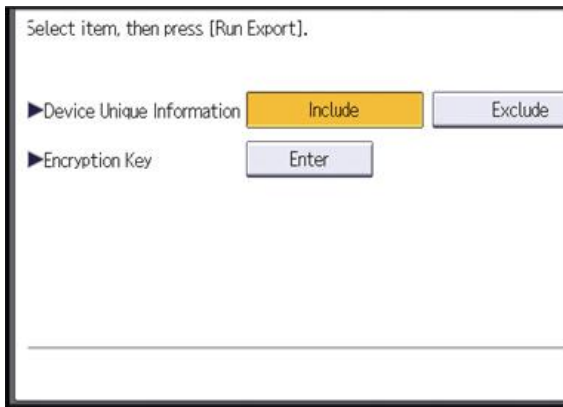 Select item, then press [Run Export].
▶Device Unique Information Include Exclude
▶Encryption Key Enter